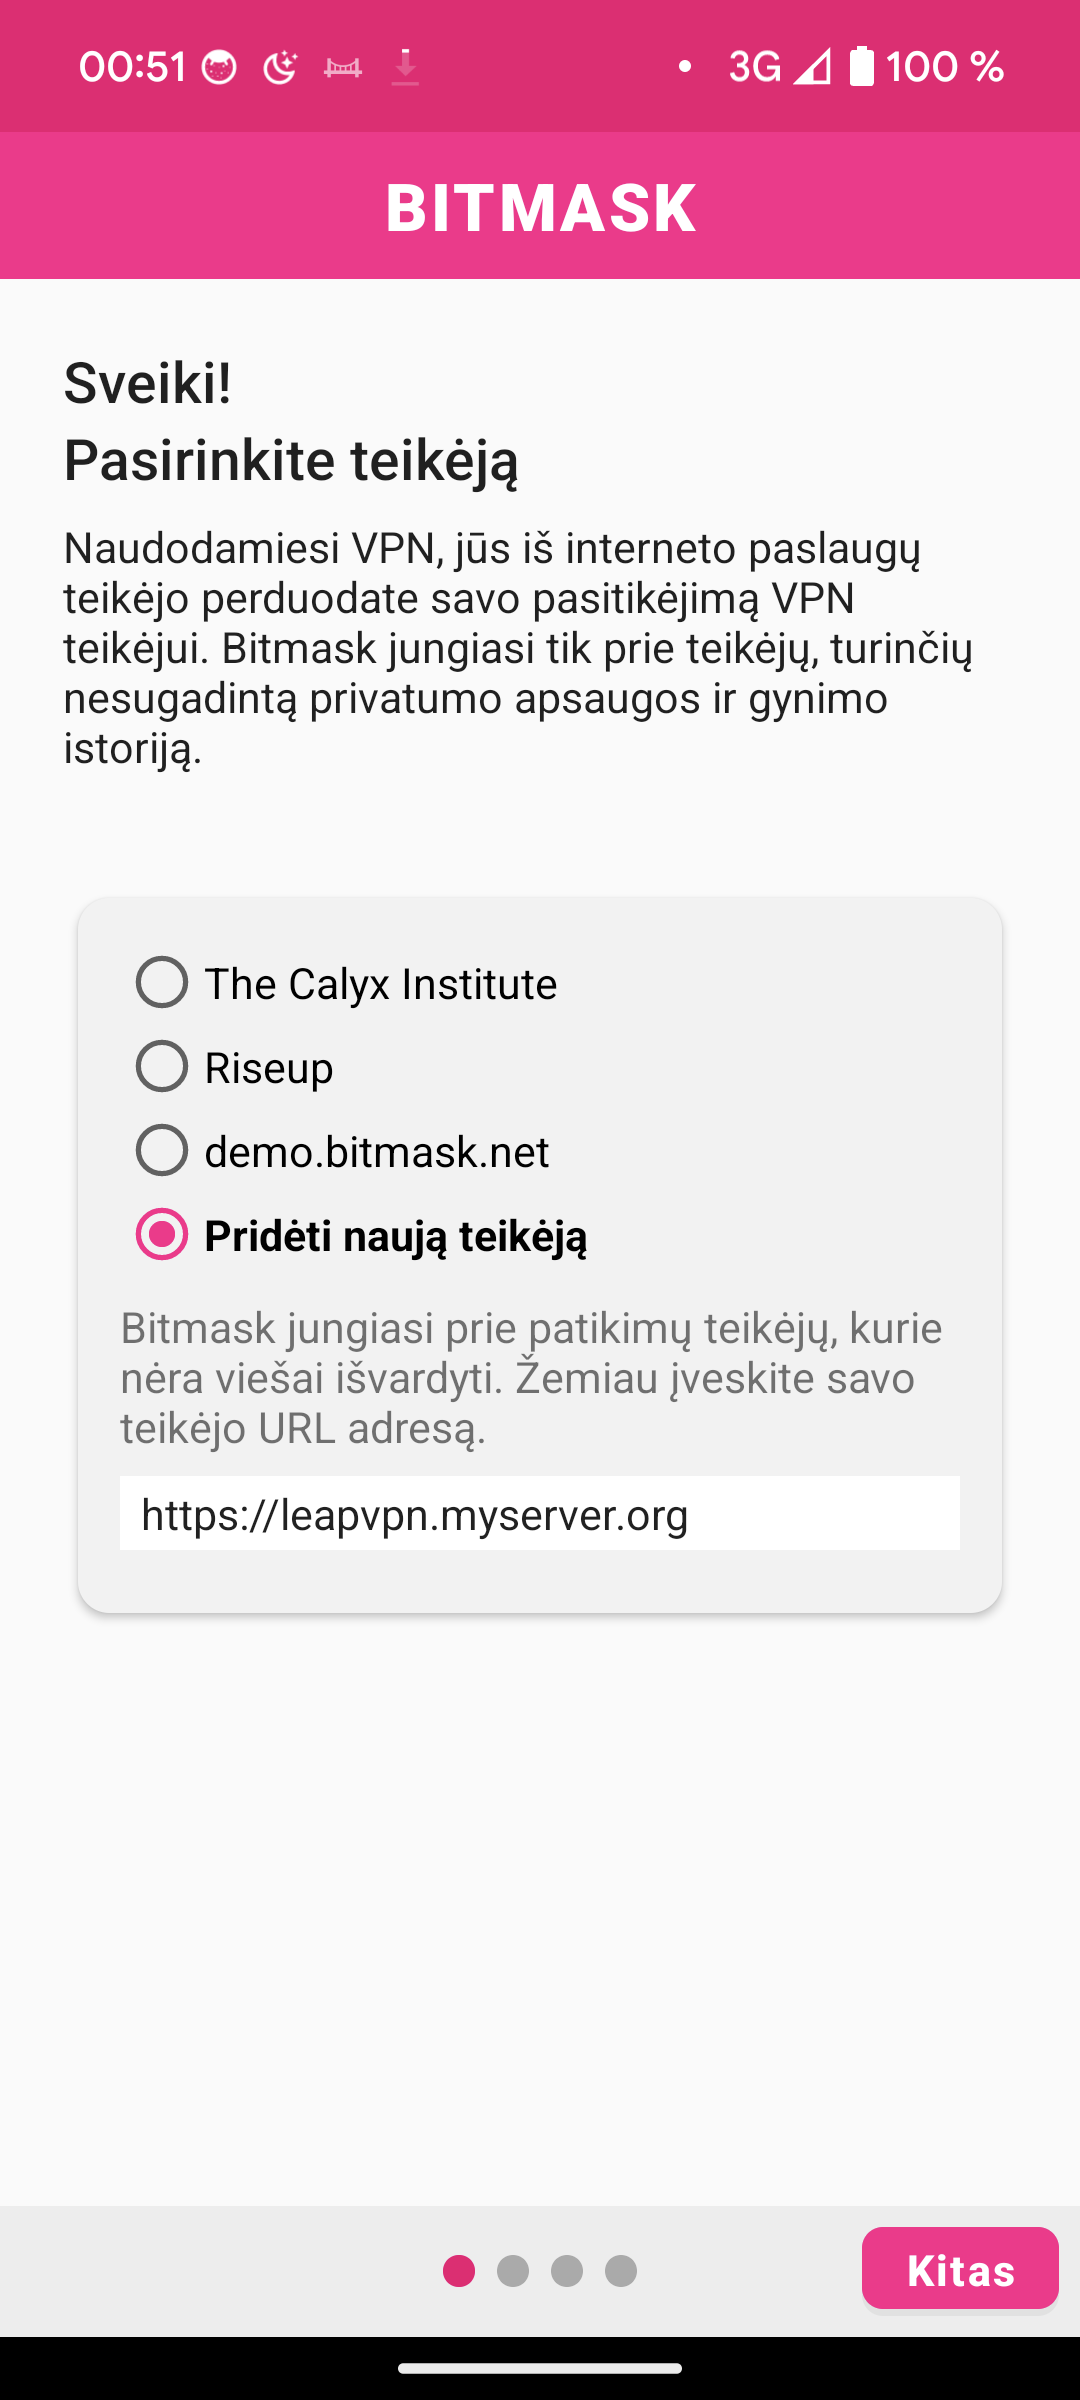 00:51
3G
100 %
BITMASK
Sveiki!
Pasirinkite teikėją
Naudodamiesi VPN, jūs iš interneto paslaugų
teikėjo perduodate savo pasitikėjimą VPN
teikėjui. Bitmask jungiasi tik prie teikėjų, turinčių
nesugadintą privatumo apsaugos ir gynimo
istoriją.
The Calyx Institute
Riseup
demo.bitmask.net
Pridėti naują teikėją
Bitmask jungiasi prie patikimų teikėjų, kurie
nėra viešai išvardyti. Žemiau įveskite savo
teikėjo URL adresą.
https://leapvpn.myserver.org
Kitas